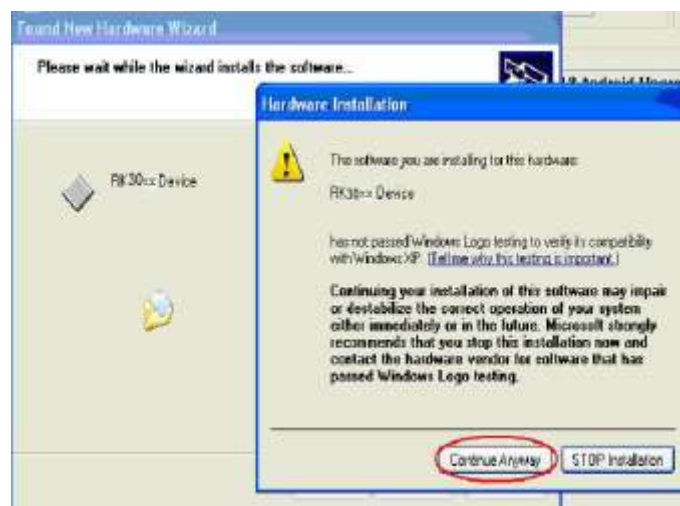 Found New Hardware Wizard
Please wait while the wizard installs the software...
Android
RK30xx Device
Hardware Installation
The software you are installing for this hardware:
RK30xx Device
has not passed Windows Logo testing to verify its compatibility
with Windows XP. (Tell me why this testing is important.)
Continuing your installation of this software may impair
or destabilize the correct operation of your system
either immediately or in the future. Microsoft strongly
recommends that you stop this installation now and
contact the hardware vendor for software that has
passed Windows Logo testing.
Continue Anyway
STOP Installation